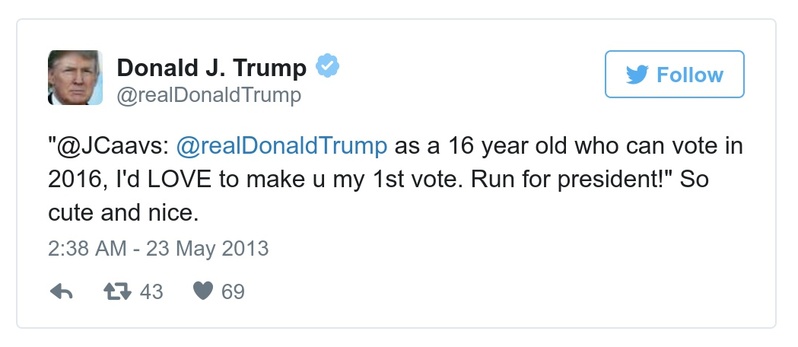 Donald J. Trump
@realDonaldTrump
Follow
"@JCaavs: @realDonaldTrump as a 16 year old who can vote in
2016, I'd LOVE to make u my 1st vote. Run for president!" So
cute and nice.
2:38 AM - 23 May 2013
43 69